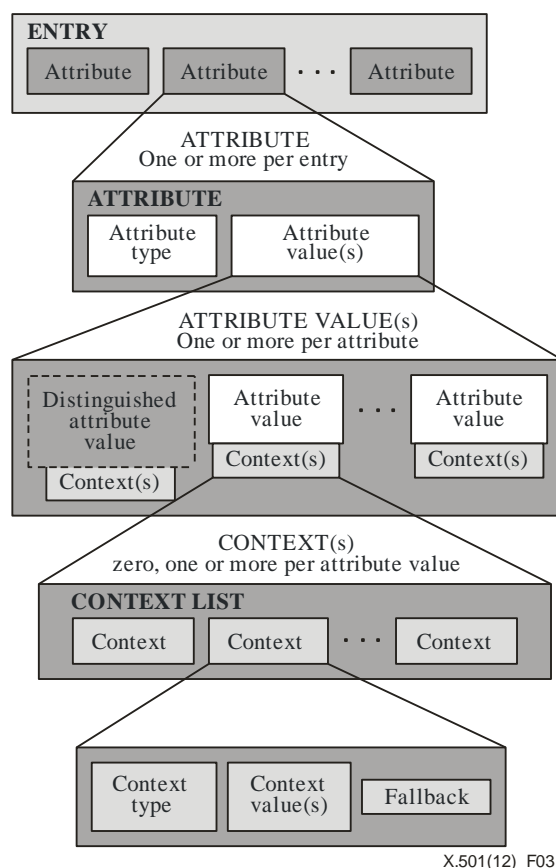 ENTRY
Attribute Attribute · · · Attribute
ATTRIBUTE
One or more per entry
ATTRIBUTE
Attribute
type
Attribute
value(s)
ATTRIBUTE VALUE(s)
One or more per attribute
Distinguished
attribute
value
Context(s)
Attribute
value
Context(s)
· · ·
Attribute
value
Context(s)
CONTEXT(s)
zero, one or more per attribute value
CONTEXT LIST
Context Context · · · Context
Context
type
Context
value(s)
Fallback
X.501(12)_F03